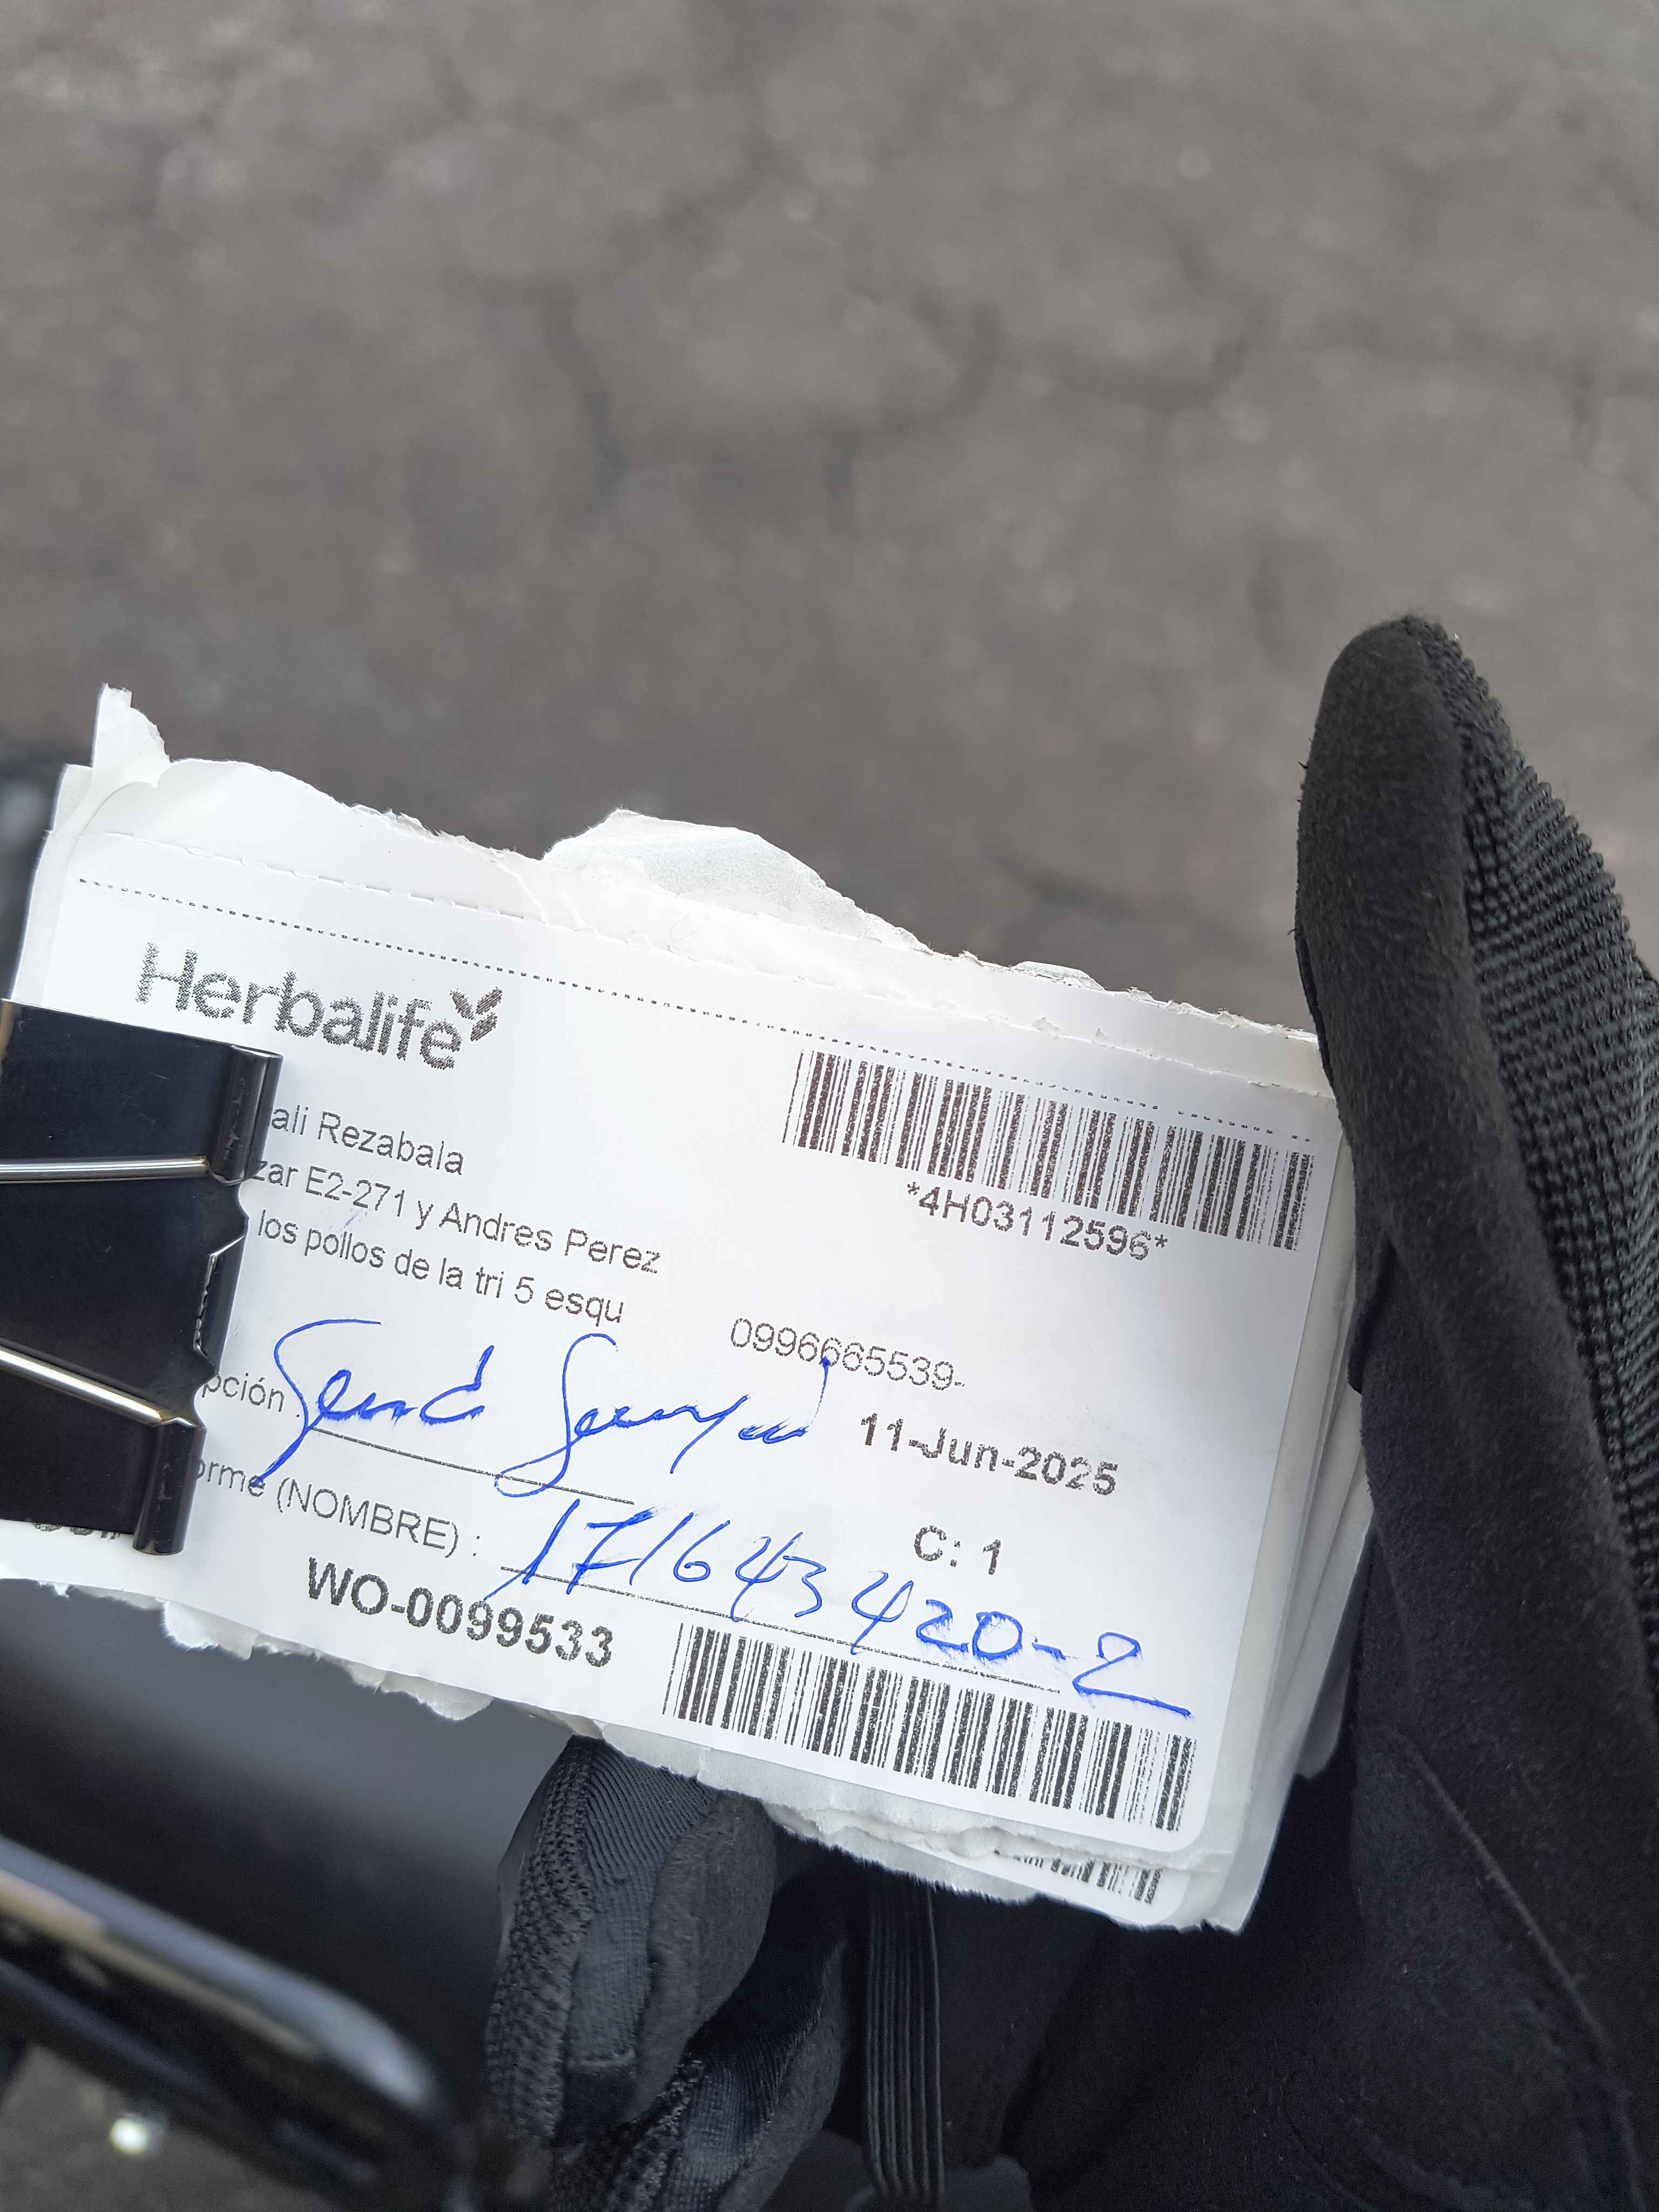 Herbalife
*4H03112596*
ali Rezabala
zar E2-271 y Andres Perez
los pollos de la tri 5 esqu
0996665539-
pción
11-Jun-2025
orme (NOMBRE) : 171643420-2
C: 1
WO-0099533